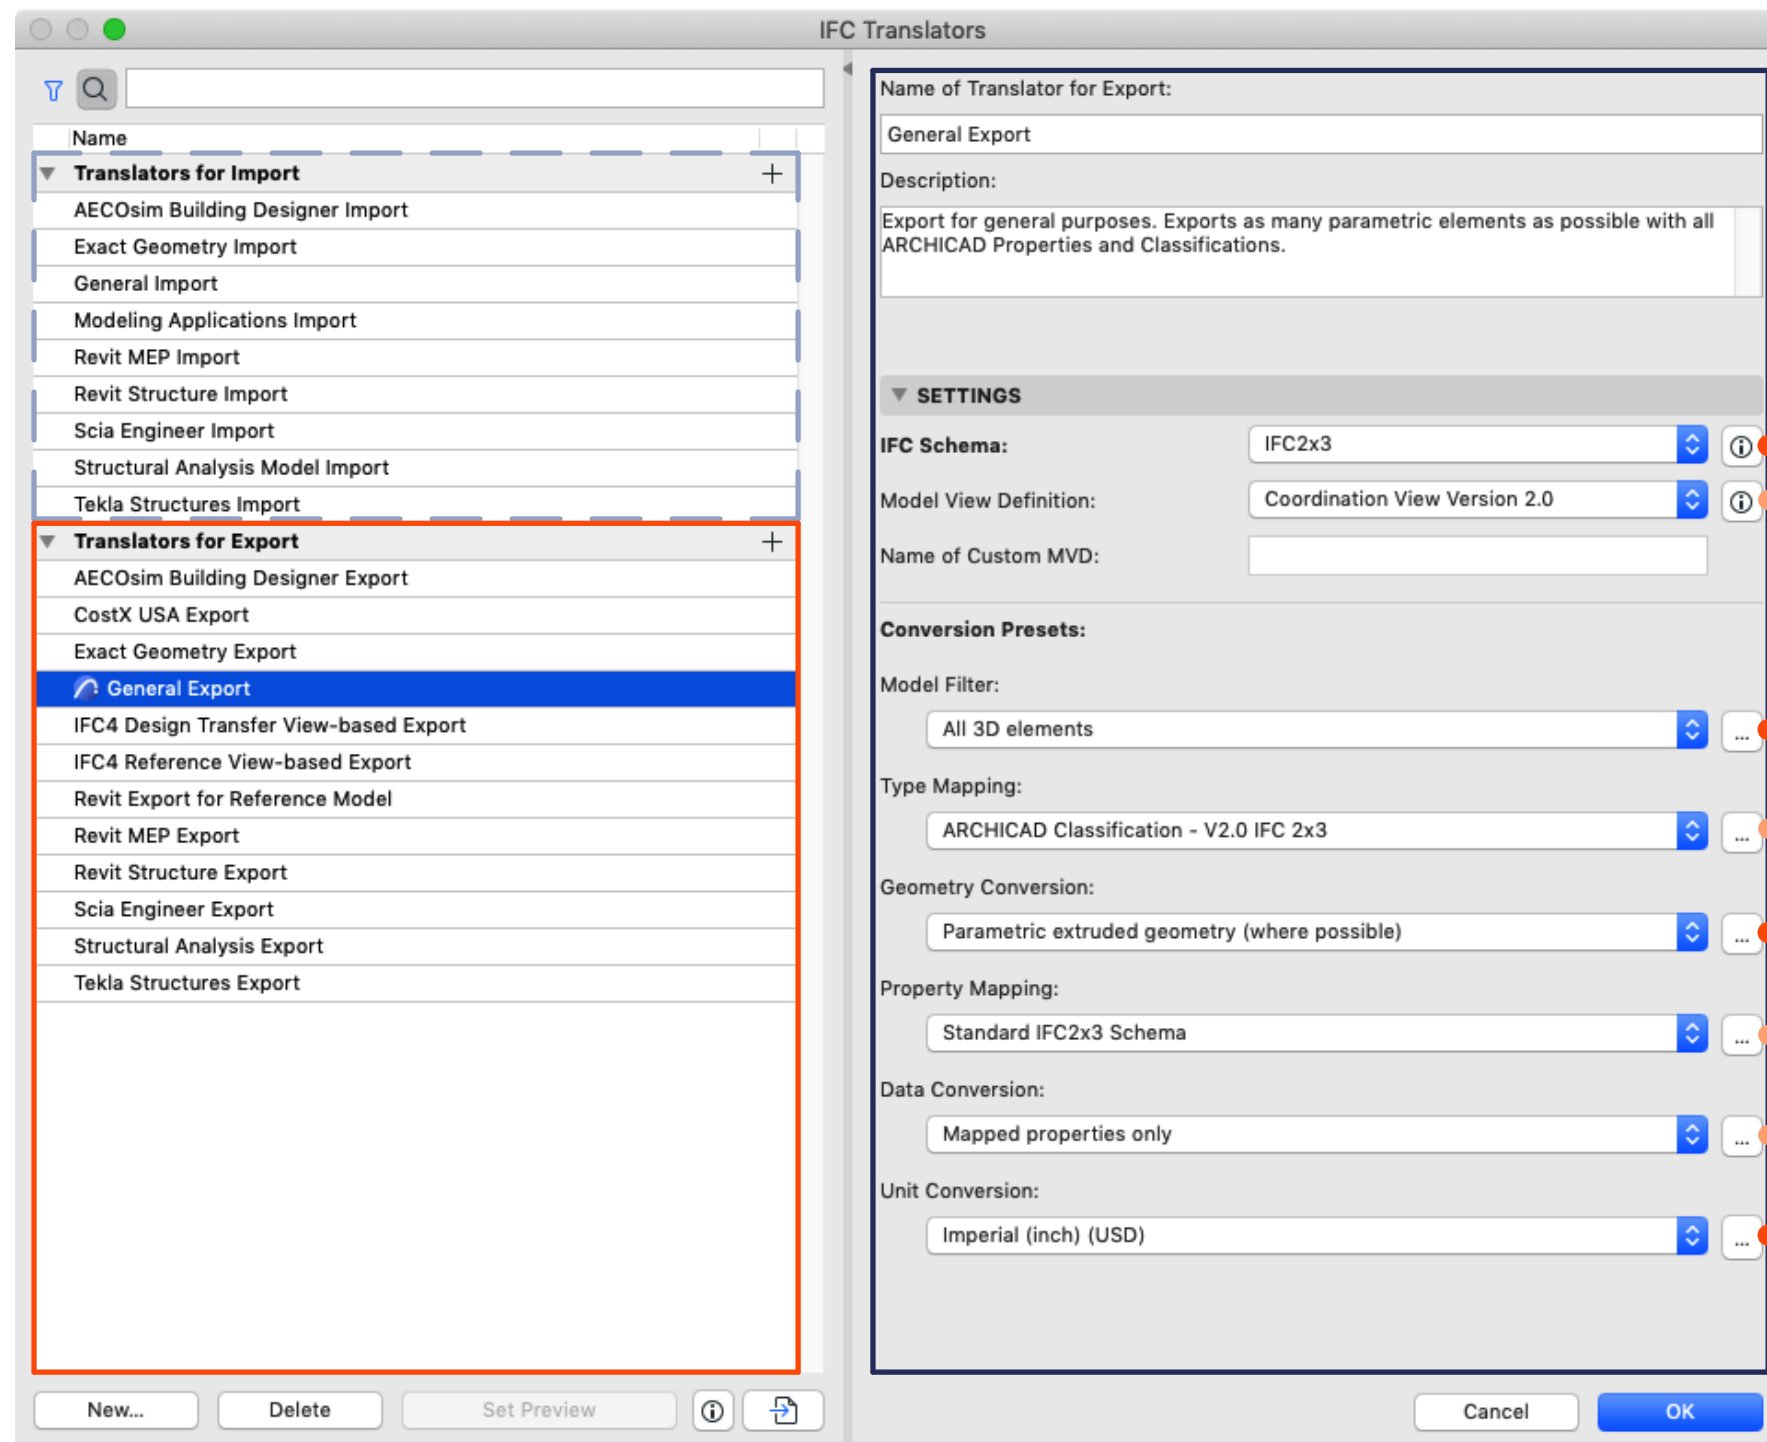 IFC Translators
Name
Translators for Import
AECOsim Building Designer Import
Exact Geometry Import
General Import
Modeling Applications Import
Revit MEP Import
Revit Structure Import
Scia Engineer Import
Structural Analysis Model Import
Tekla Structures Import
Translators for Export
AECOsim Building Designer Export
CostX USA Export
Exact Geometry Export
General Export
IFC4 Design Transfer View-based Export
IFC4 Reference View-based Export
Revit Export for Reference Model
Revit MEP Export
Revit Structure Export
Scia Engineer Export
Structural Analysis Export
Tekla Structures Export
New...
Delete
Set Preview
Name of Translator for Export:
General Export
Description:
Export for general purposes. Exports as many parametric elements as possible with all
ARCHICAD Properties and Classifications.
SETTINGS
IFC Schema:
IFC2x3
Model View Definition:
Coordination View Version 2.0
Name of Custom MVD:
Conversion Presets:
Model Filter:
All 3D elements
...
Type Mapping:
ARCHICAD Classification - V2.0 IFC 2x3
...
Geometry Conversion:
Parametric extruded geometry (where possible)
...
Property Mapping:
Standard IFC2x3 Schema
...
Data Conversion:
Mapped properties only
...
Unit Conversion:
Imperial (inch) (USD)
...
Cancel
OK